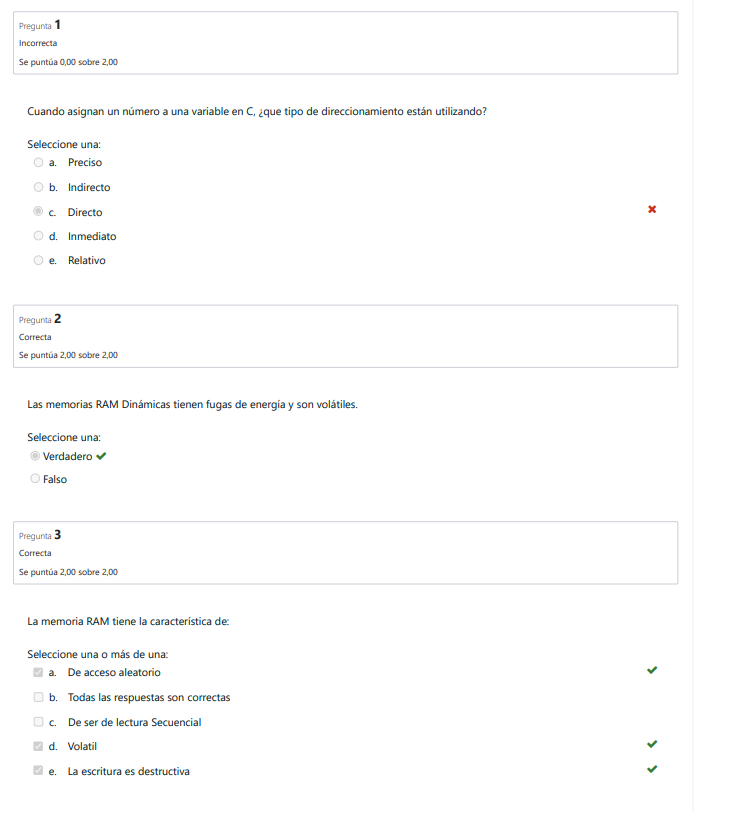 Pregunta 1
Incorrecta
Se puntúa 0,00 sobre 2,00
Cuando asignan un número a una variable en C, ¿que tipo de direccionamiento están utilizando?
Seleccione una:
a. Preciso
b. Indirecto
c. Directo
d. Inmediato
e. Relativo
Pregunta 2
Correcta
Se puntúa 2,00 sobre 2,00
Las memorias RAM Dinámicas tienen fugas de energía y son volátiles.
Seleccione una:
Verdadero
Falso
Pregunta 3
Correcta
Se puntúa 2,00 sobre 2,00
La memoria RAM tiene la característica de:
Seleccione una o más de una:
a. De acceso aleatorio
b. Todas las respuestas son correctas
c. De ser de lectura Secuencial
d. Volatil
e. La escritura es destructiva